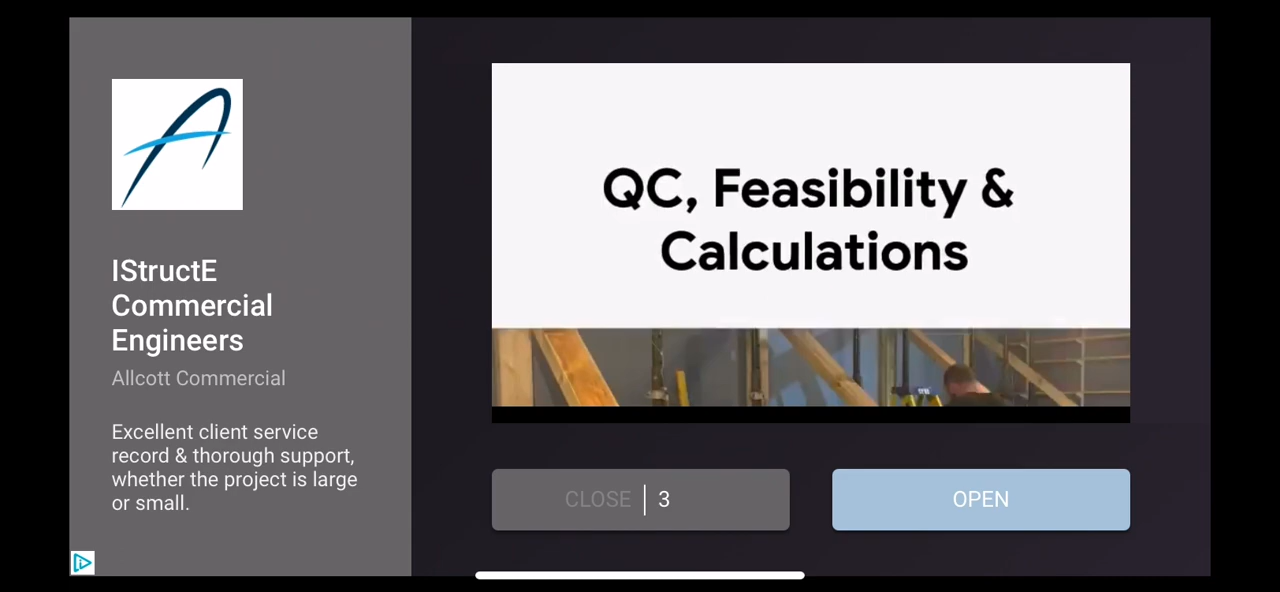 IStructE
Commercial
Engineers
Allcott Commercial
Excellent client service
record & thorough support,
whether the project is large
or small.
QC, Feasibility &
Calculations
CLOSE | 3
OPEN